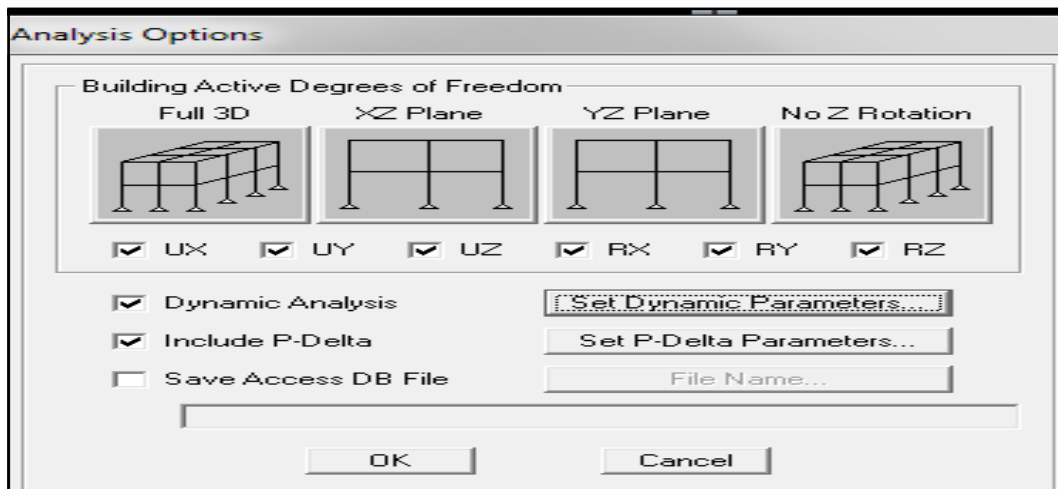 Analysis Options
Building Active Degrees of Freedom
Full 3D XZ Plane YZ Plane No Z Rotation
UX UY UZ RX RY RZ
Dynamic Analysis Set Dynamic Parameters...
Include P-Delta Set P-Delta Parameters...
Save Access DB File File Name...
OK Cancel